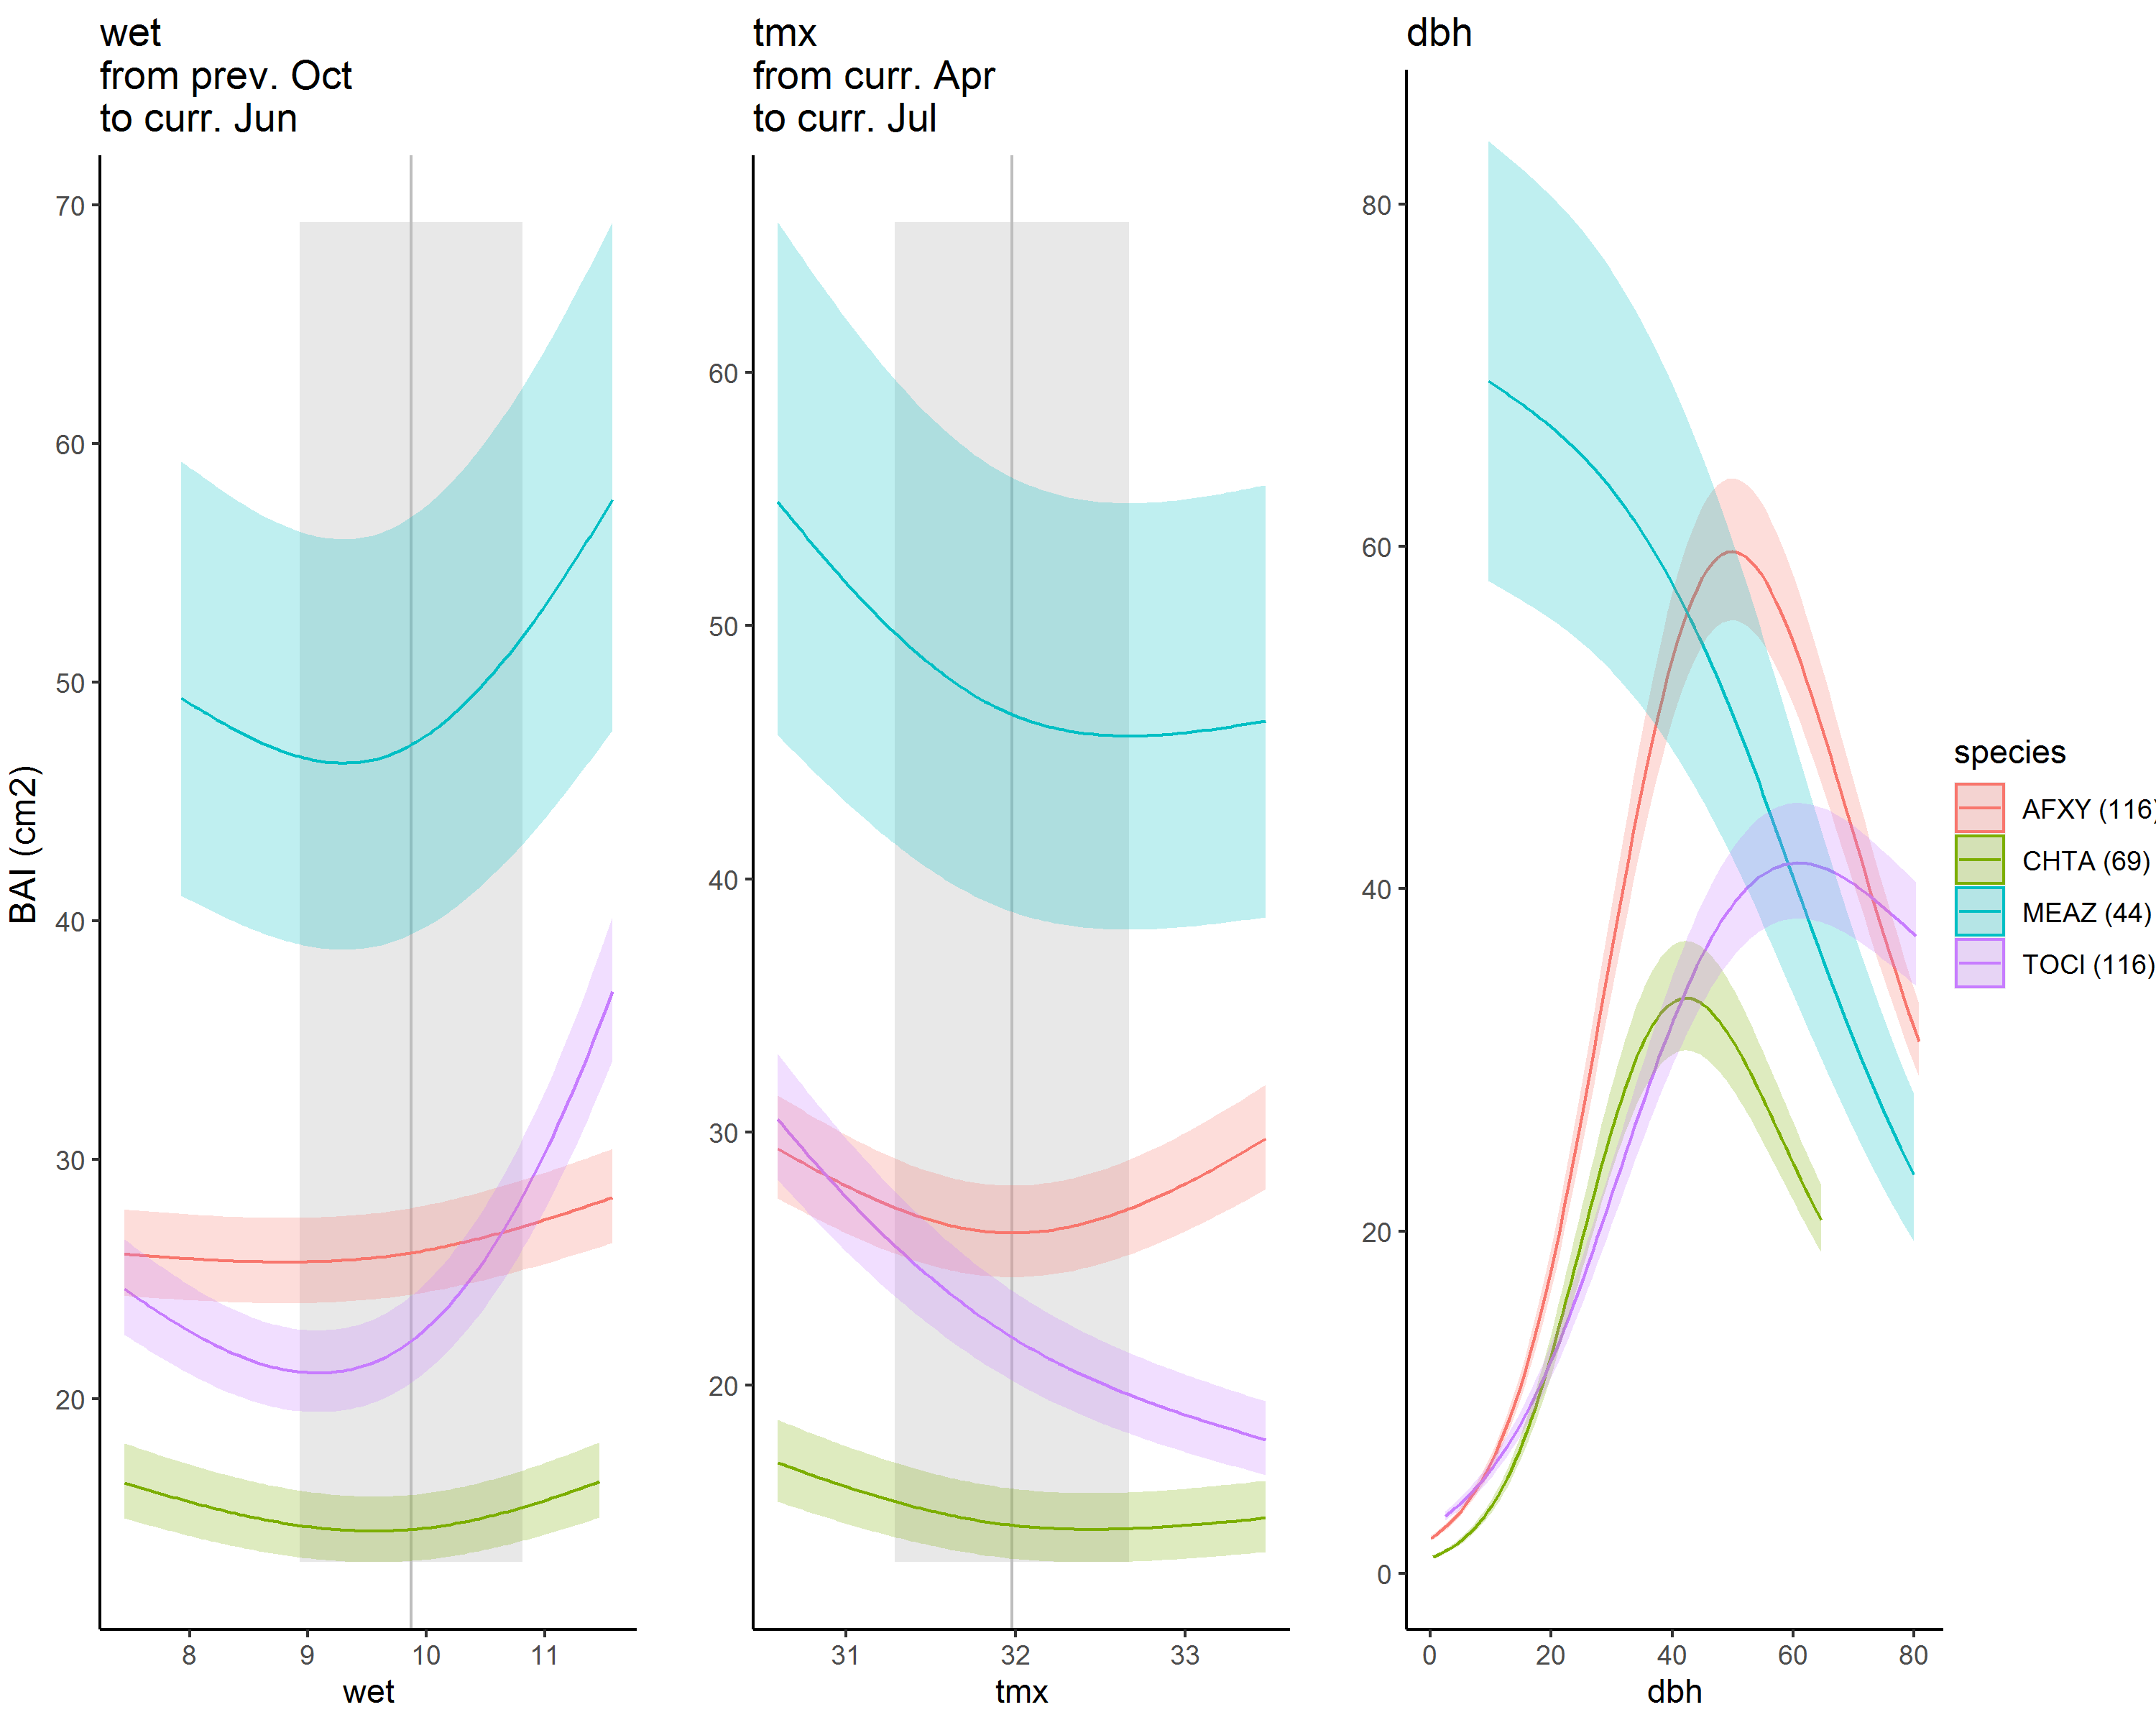 wet
from prev. Oct
to curr. Jun
tmx
from curr. Apr
to curr. Jul
dbh
BAI (cm2)
70
60
50
40
30
20
8 9 10 11
wet
60
50
40
30
20
31 32 33
tmx
80
60
40
20
0
0 20 40 60 80
dbh
species
AFXY (116)
CHTA (69)
MEAZ (44)
TOCI (116)